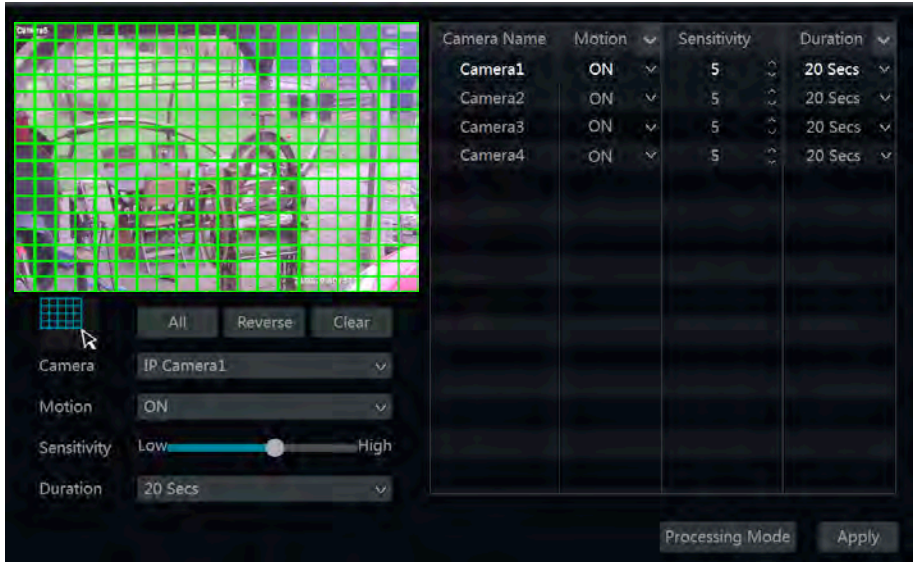 Camera Name Motion Sensitivity Duration
Camera1 ON 5 20 Secs
Camera2 ON 5 20 Secs
Camera3 ON 5 20 Secs
Camera4 ON 5 20 Secs
All Reverse Clear
Camera IP Camera1
Motion ON
Sensitivity Low High
Duration 20 Secs
Processing Mode Apply